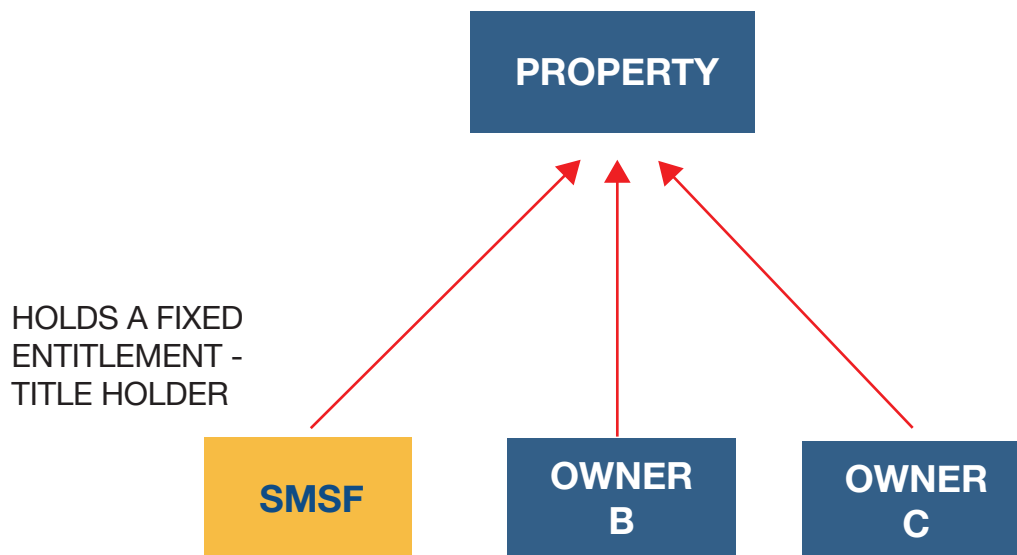 PROPERTY
HOLDS A FIXED
ENTITLEMENT -
TITLE HOLDER
SMSF
OWNER
B
OWNER
C